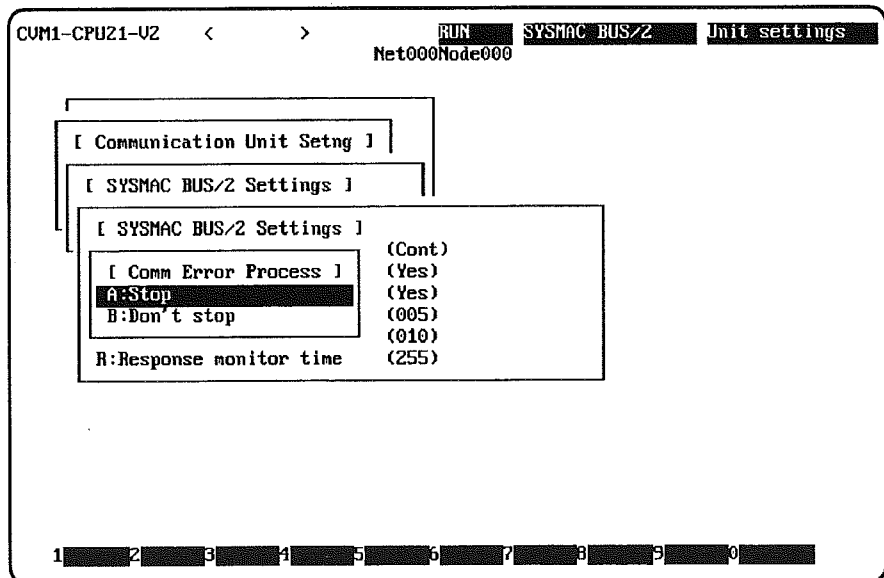 CVM1-CPU21-V2 < > RUN SYSMAC BUS/2 Unit settings
Net000Node000
[ Communication Unit Setng ]
[ SYSMAC BUS/2 Settings ]
[ SYSMAC BUS/2 Settings ]
(Cont)
[ Comm Error Process ] (Yes)
A:Stop (Yes)
B:Don't stop (005)
(010)
R:Response monitor time (255)
1 2 3 4 5 6 7 8 9 0